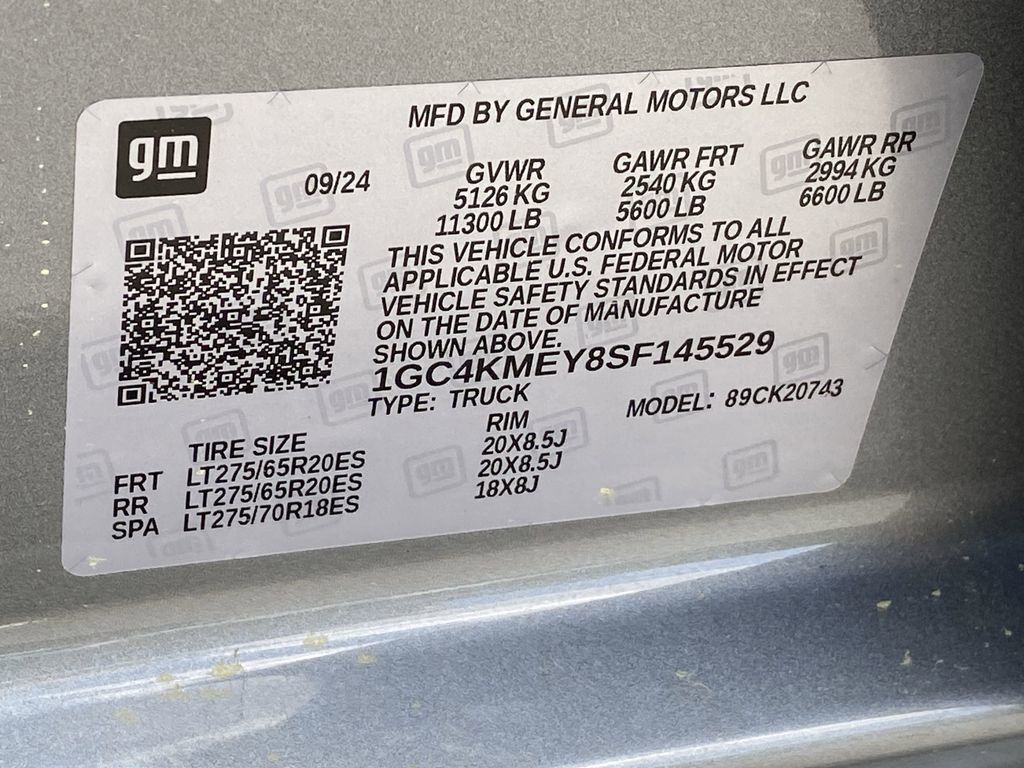 gm
MFD BY GENERAL MOTORS LLC
09/24
GVWR GAWR FRT GAWR RR
5126 KG 2540 KG 2994 KG
11300 LB 5600 LB 6600 LB
THIS VEHICLE CONFORMS TO ALL
APPLICABLE U.S. FEDERAL MOTOR
VEHICLE SAFETY STANDARDS IN EFFECT
ON THE DATE OF MANUFACTURE
SHOWN ABOVE.
1GC4KMEY8SF145529
TYPE: TRUCK MODEL: 89CK20743
TIRE SIZE RIM
FRT LT275/65R20ES 20X8.5J
RR LT275/65R20ES 20X8.5J
SPA LT275/70R18ES 18X8J